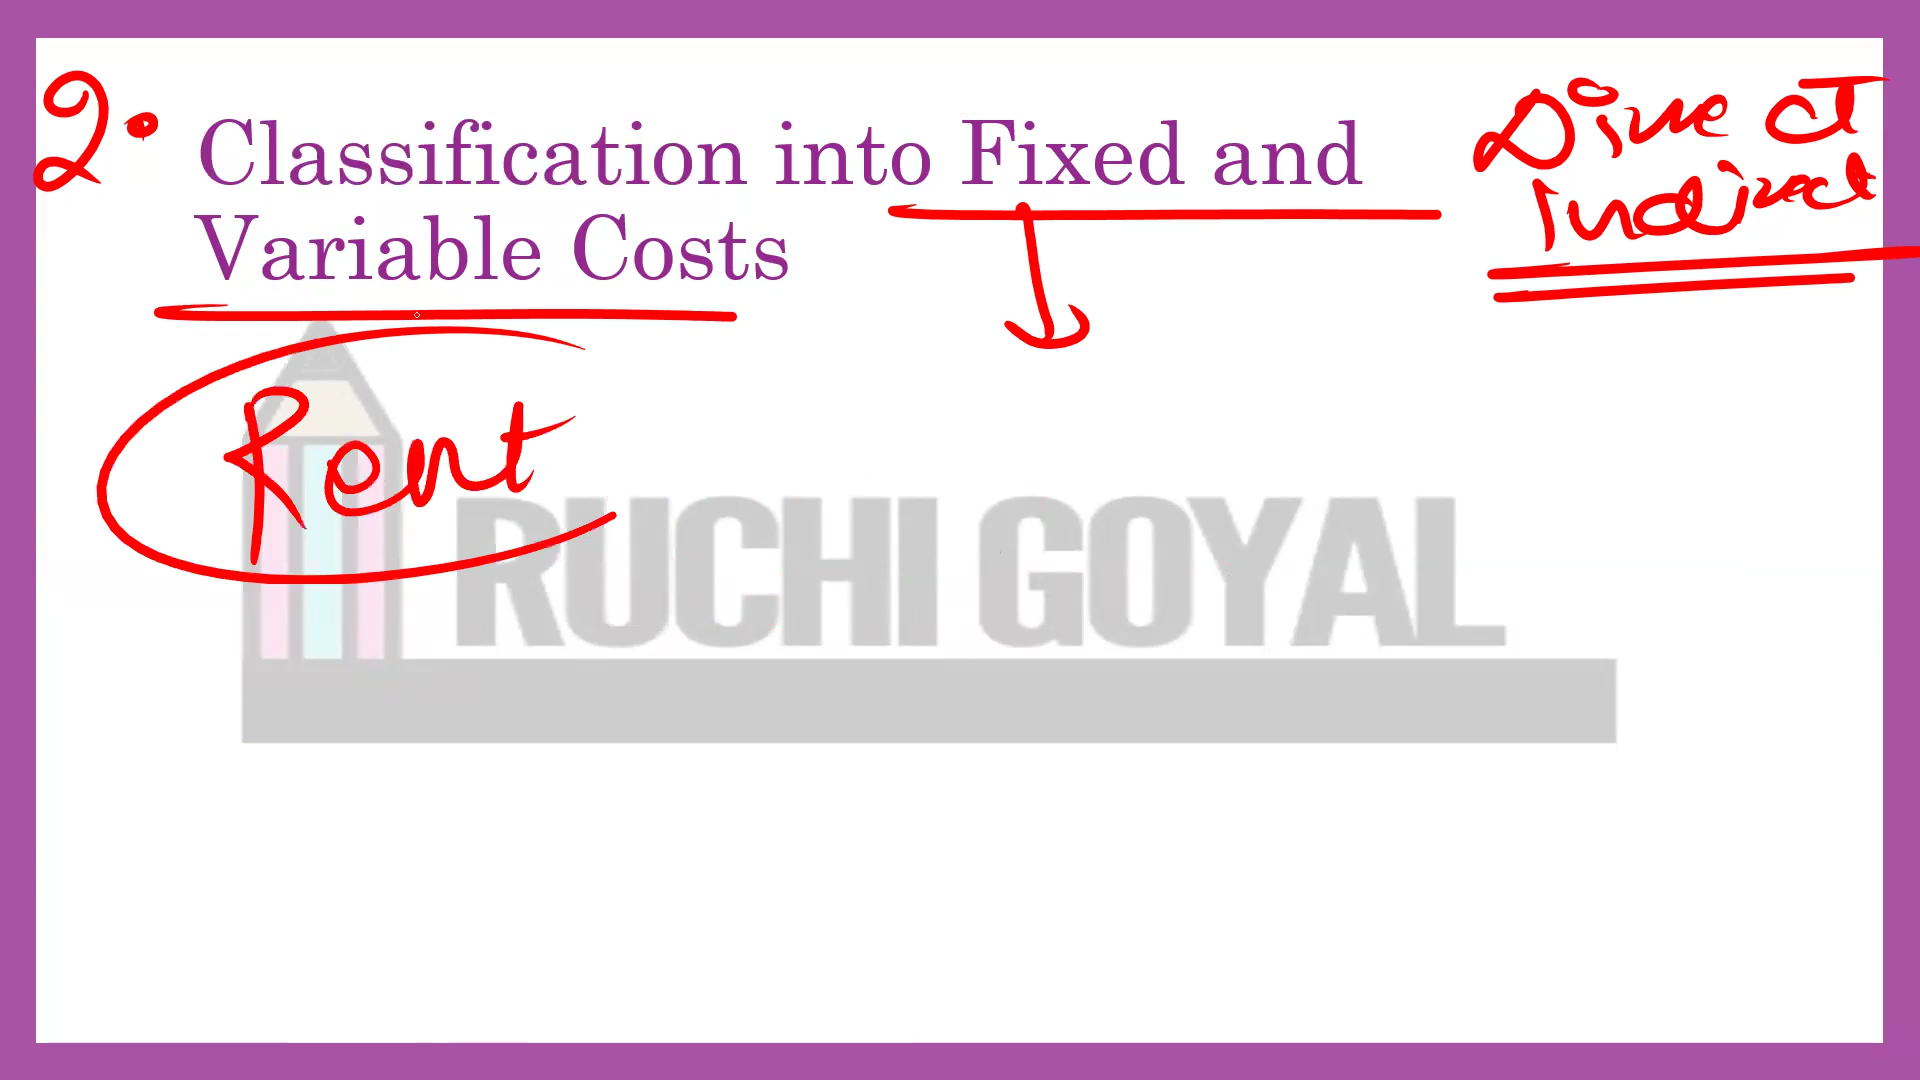 2. Classification into Fixed and
Variable Costs
Direct
Indirect
Rent
RUCHI GOYAL